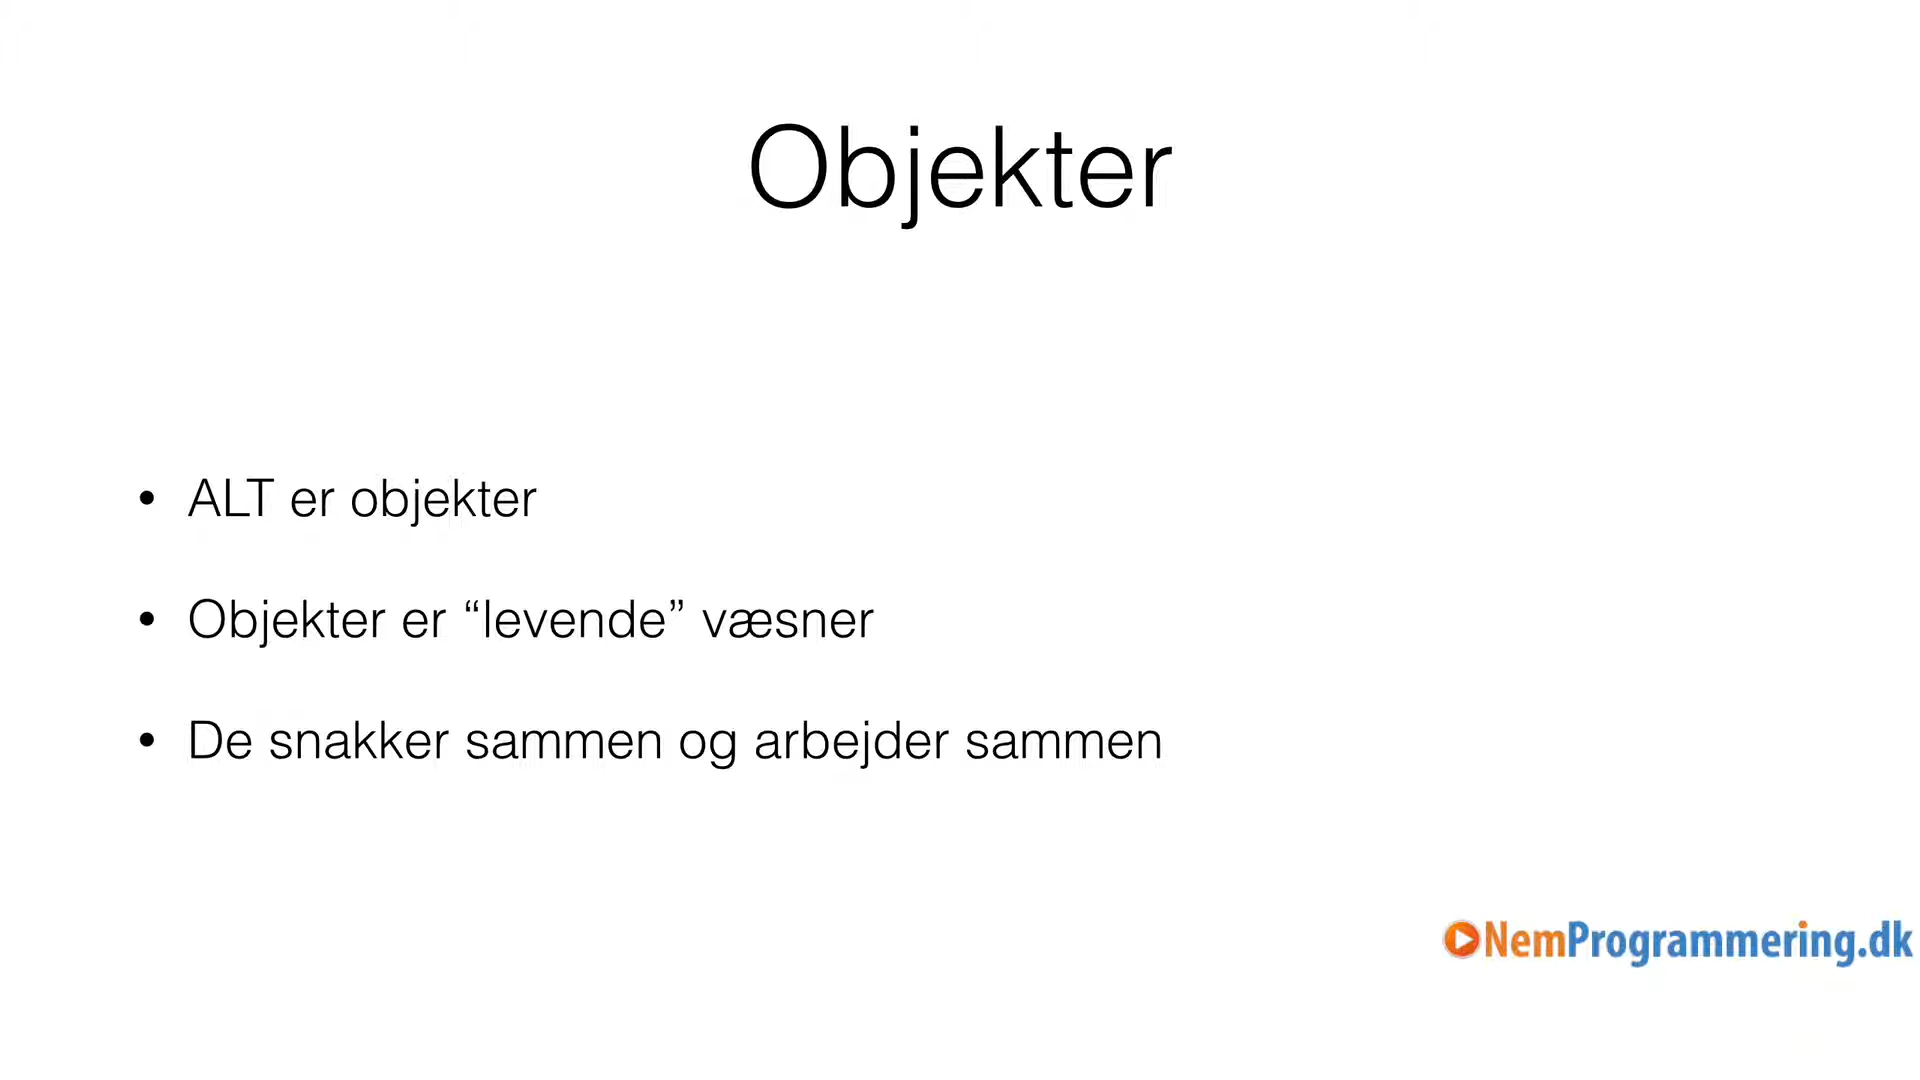 Objekter
• ALT er objekter
• Objekter er “levende” væsner
• De snakker sammen og arbejder sammen
NemProgrammering.dk